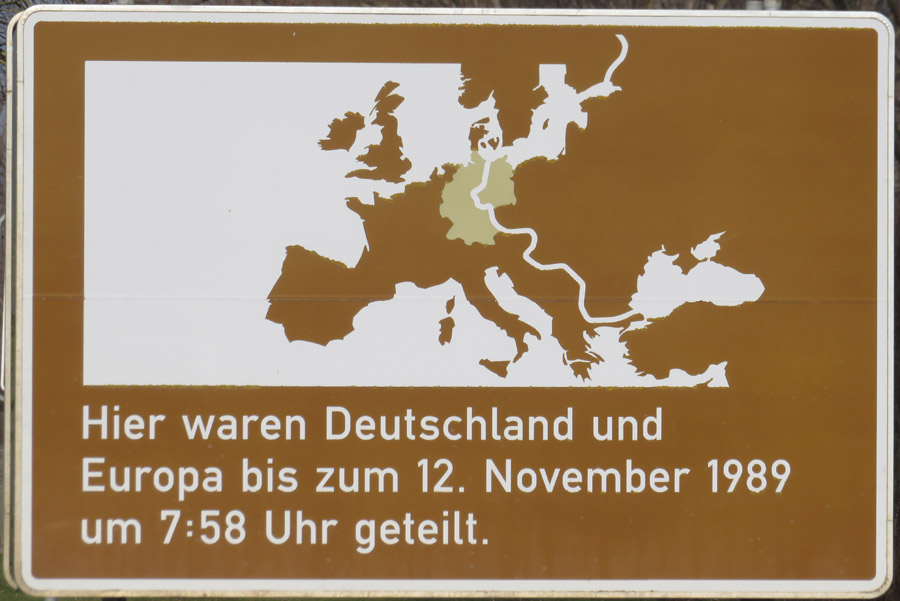 Hier waren Deutschland und
Europa bis zum 12. November 1989
um 7:58 Uhr geteilt.